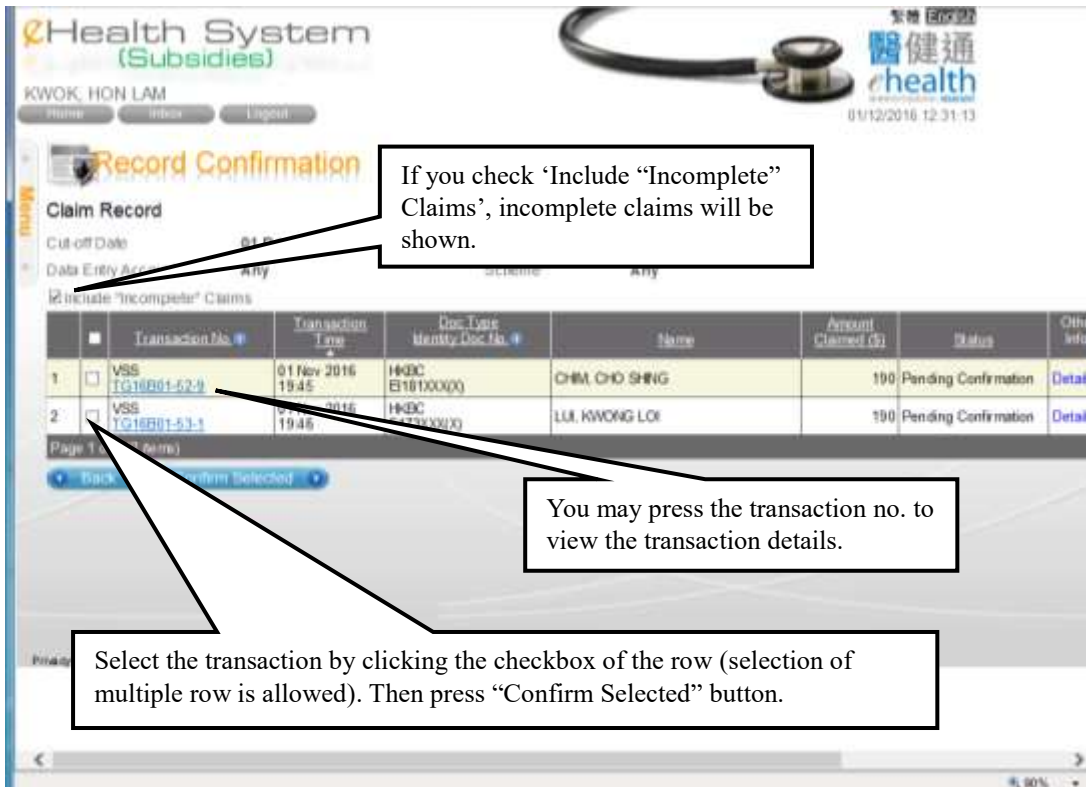 eHealth System
(Subsidies)
繁體 English
醫健通
ehealth
KWOK, HON LAM
Home Inbox Logout
01/12/2016 12:31:13
Record Confirmation
If you check ‘Include “Incomplete”
Claims’, incomplete claims will be
shown.
Menu
Claim Record
Cut-off Date 01
Data Entry Any Scheme Any
Include "Incomplete" Claims
Transaction No. Transaction Time Doc Type Identity Doc No. Name Amount Claimed ($) Status
1 VSS TG16B01-52-9 01 Nov 2016 19:45 HKBC CHIM, CHO SHING 190 Pending Confirmation Detail
2 VSS TG16B01-53-1 2016 19:46 HKBC LUI, KWONG LOI 190 Pending Confirmation Detail
Page 1
Back Confirm Selected
You may press the transaction no. to
view the transaction details.
Select the transaction by clicking the checkbox of the row (selection of
multiple row is allowed). Then press “Confirm Selected” button.
90%